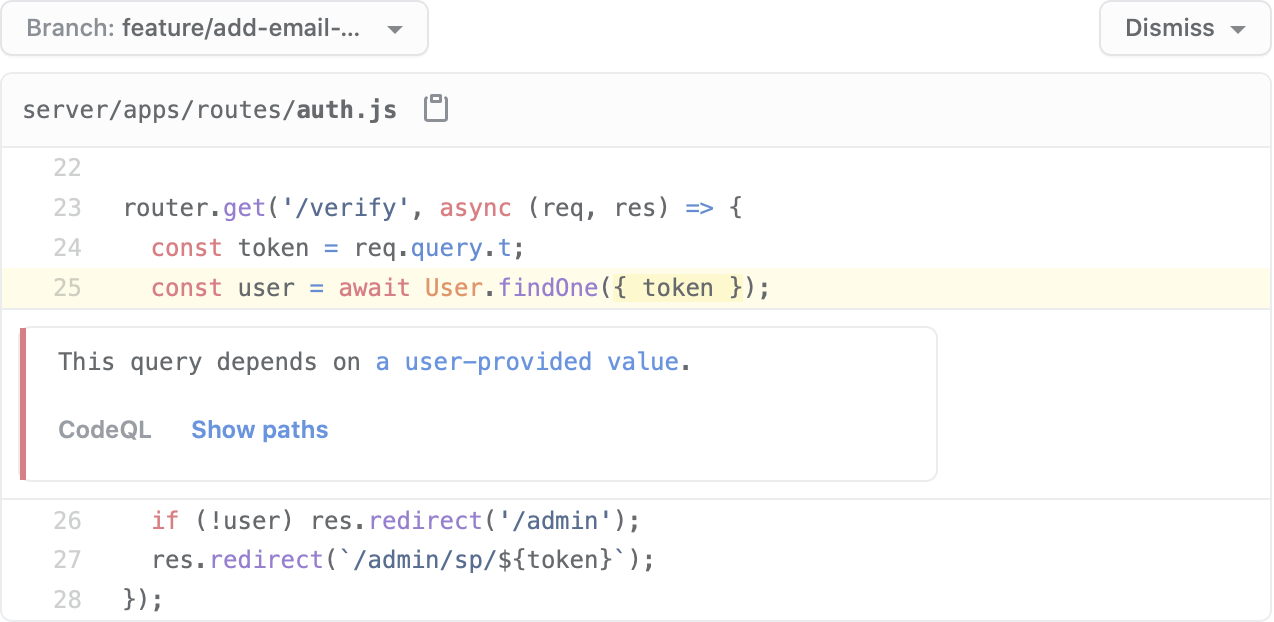 Branch: feature/add-email-...
Dismiss
server/apps/routes/auth.js
22
23 router.get('/verify', async (req, res) => {
24 const token = req.query.t;
25 const user = await User.findOne({ token });
This query depends on a user-provided value.
CodeQL Show paths
26 if (!user) res.redirect('/admin');
27 res.redirect(`/admin/sp/${token}`);
28 });